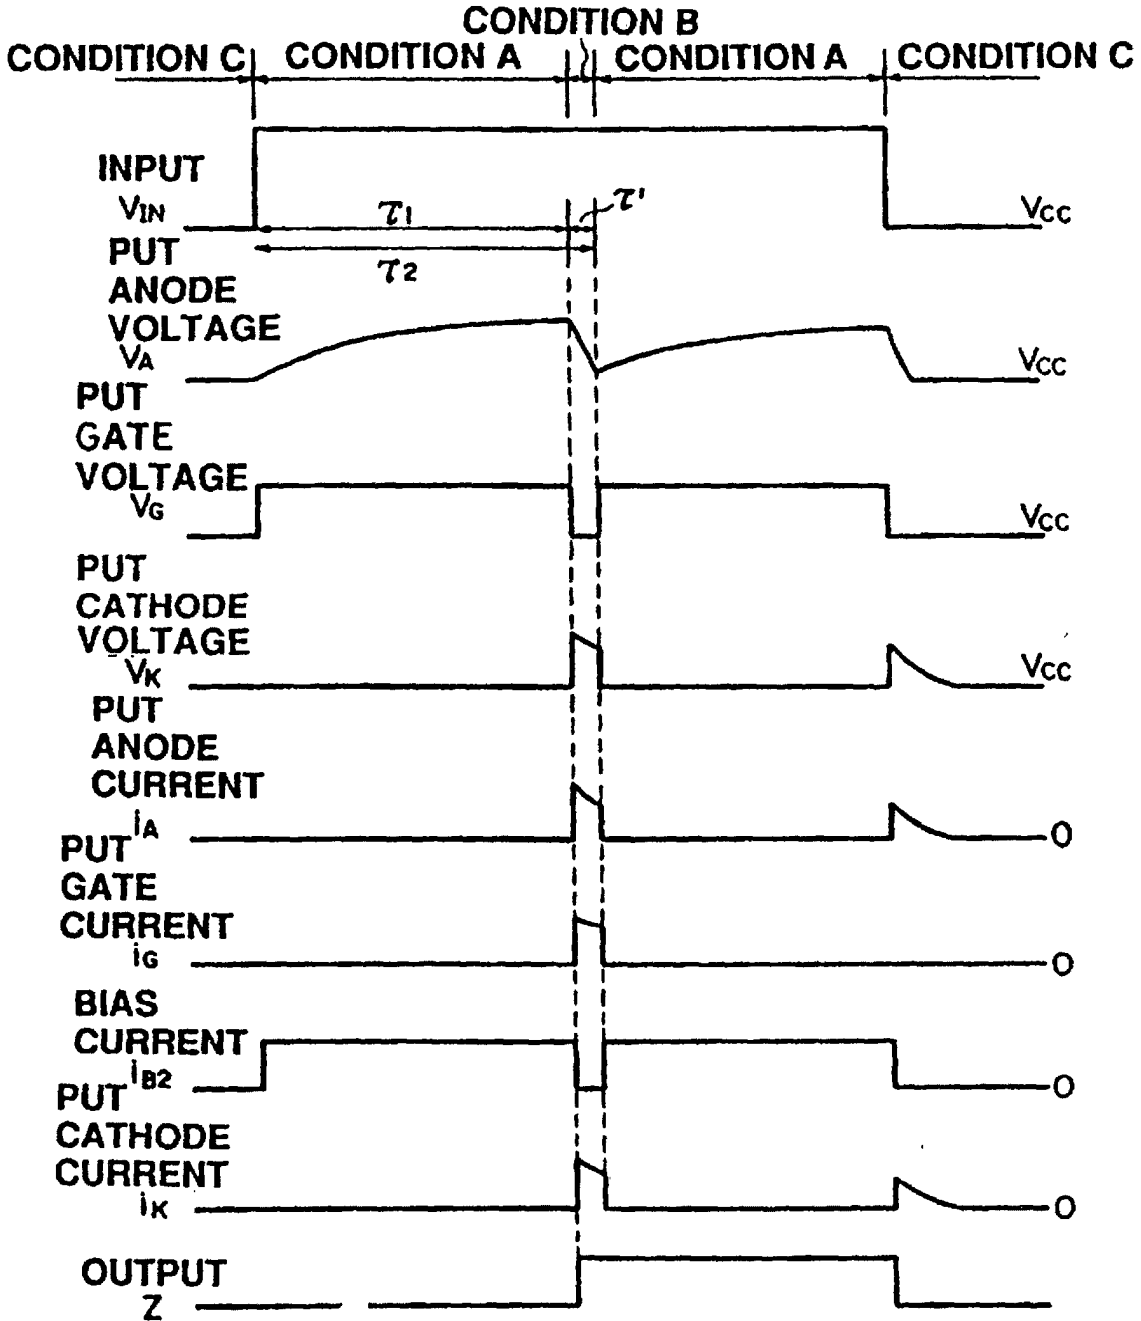 CONDITION B
CONDITION C CONDITION A CONDITION A CONDITION C
INPUT
VIN VCC
τ1 τ'
τ2
PUT
ANODE
VOLTAGE
VA VCC
PUT
GATE
VOLTAGE
VG VCC
PUT
CATHODE
VOLTAGE
VK VCC
PUT
ANODE
CURRENT
iA 0
PUT
GATE
CURRENT
iG 0
BIAS
CURRENT
iB2 0
PUT
CATHODE
CURRENT
iK 0
OUTPUT
Z